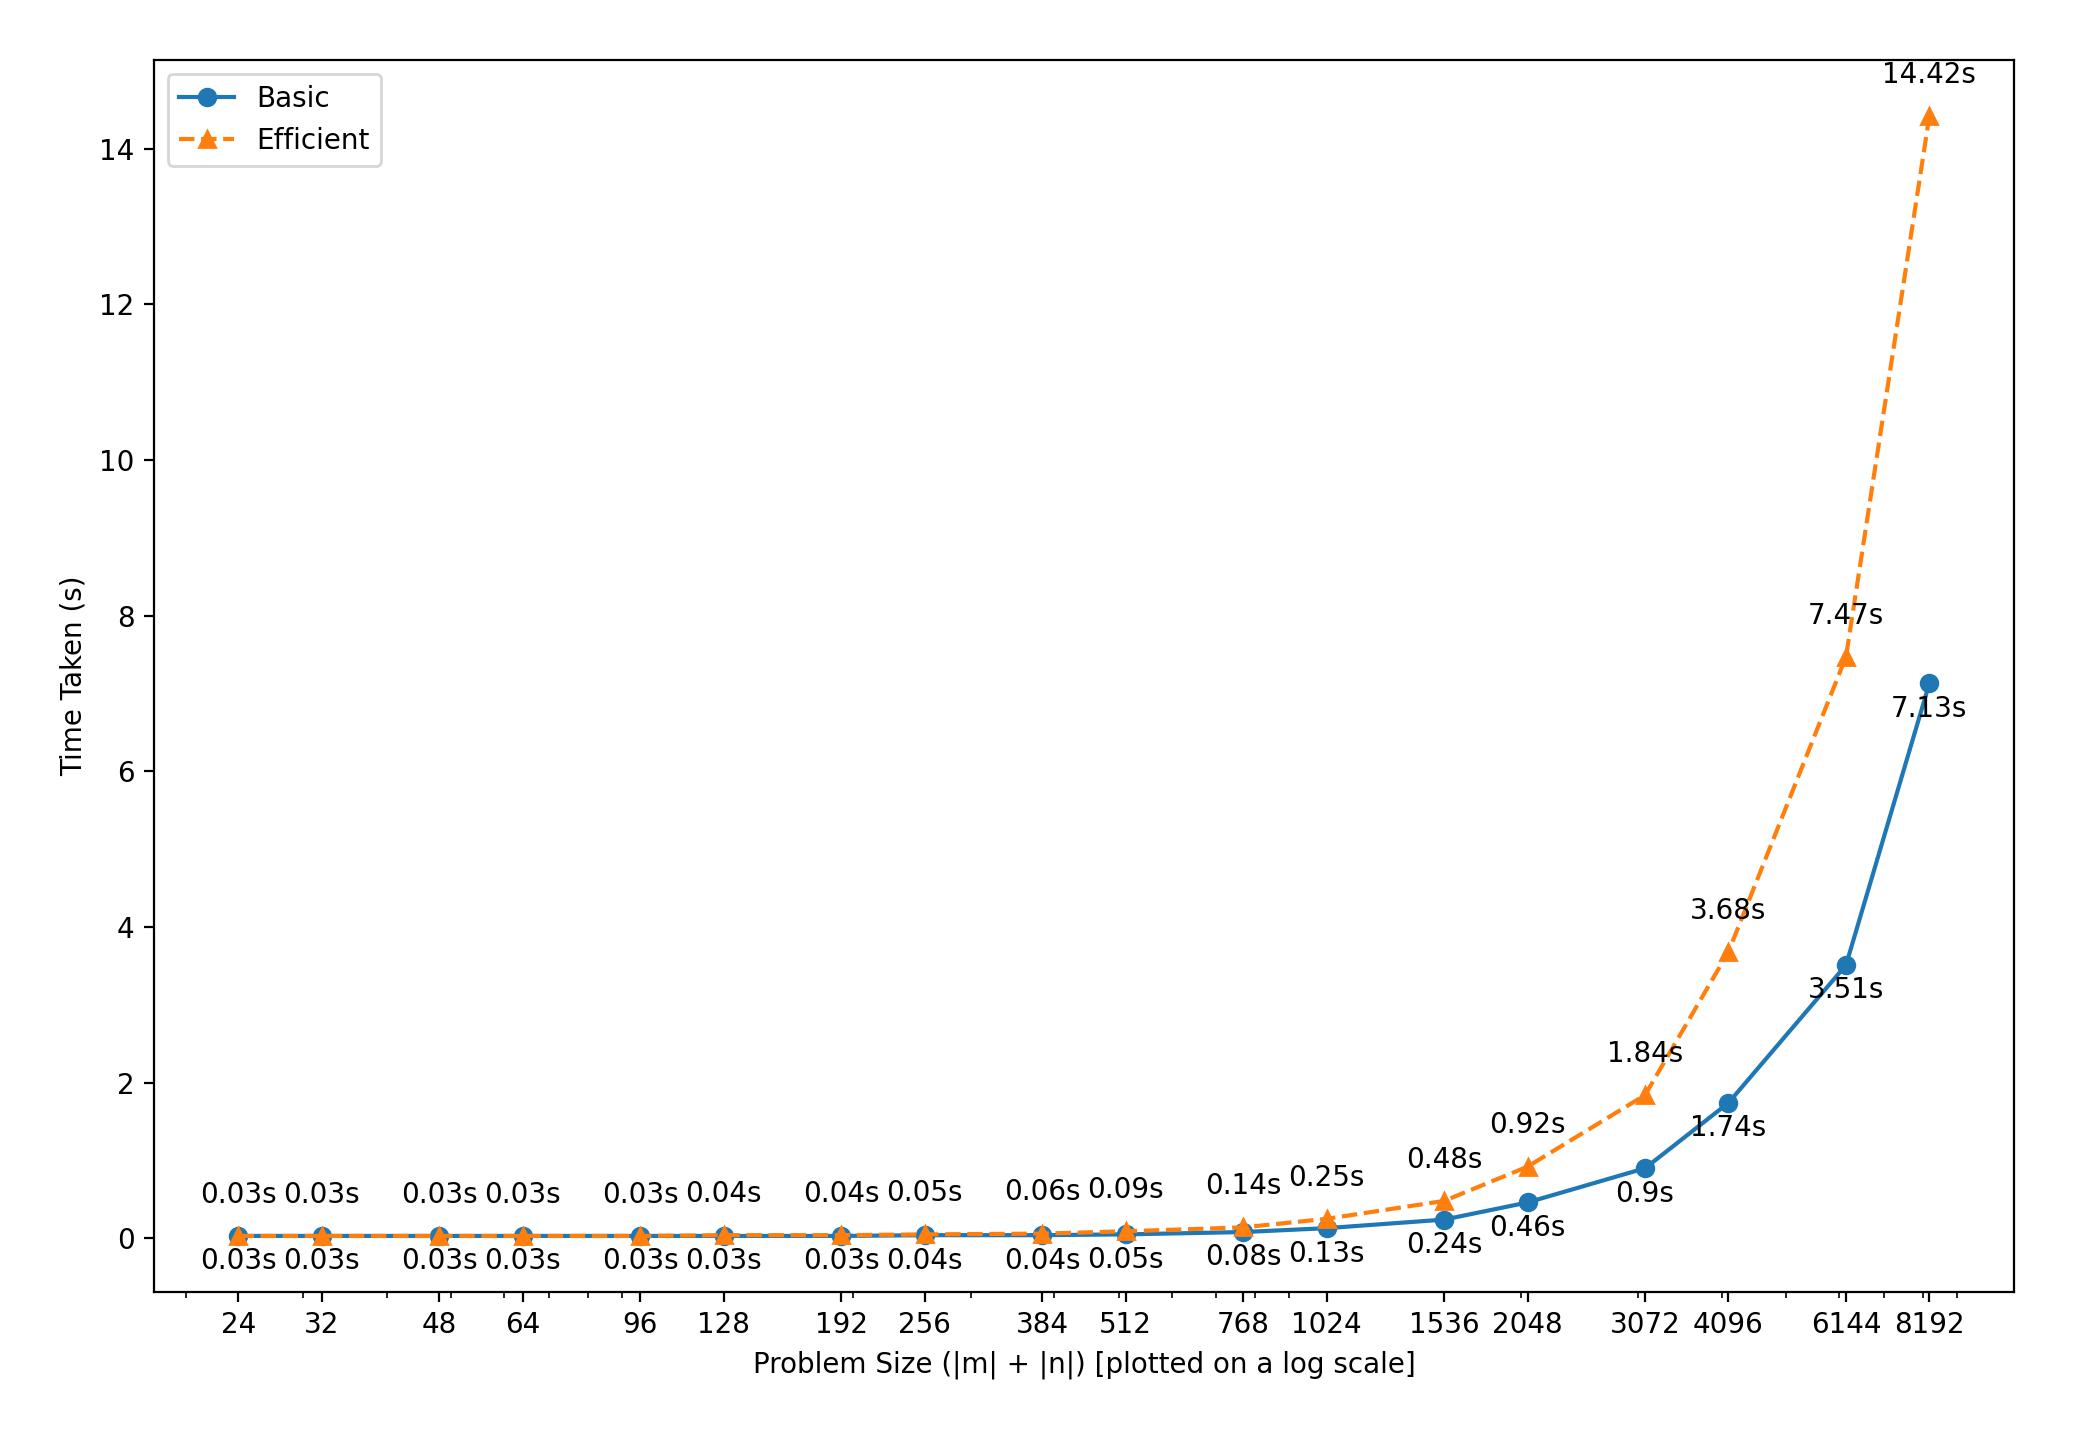 Basic
Efficient
14.42s
14
12
10
8
6
4
2
0
Time Taken (s)
7.47s
7.13s
3.68s
3.51s
1.84s
1.74s
0.92s
0.9s
0.48s
0.46s
0.03s 0.03s 0.03s 0.03s 0.03s 0.04s 0.04s 0.05s 0.06s 0.09s 0.14s 0.25s
0.03s 0.03s 0.03s 0.03s 0.03s 0.03s 0.03s 0.04s 0.04s 0.05s 0.08s 0.13s 0.24s
24 32 48 64 96 128 192 256 384 512 768 1024 1536 2048 3072 4096 6144 8192
Problem Size (|m| + |n|) [plotted on a log scale]